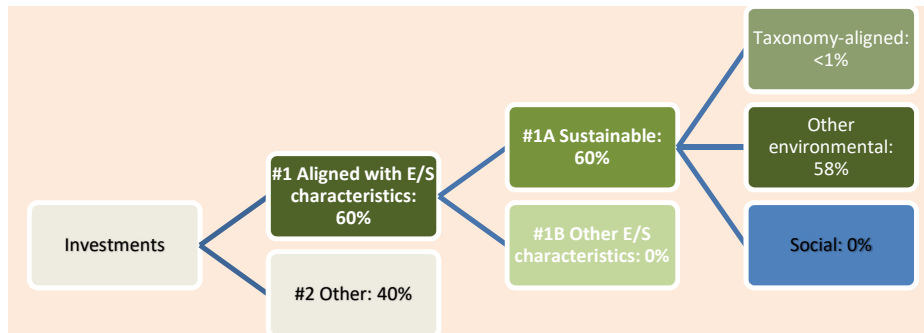 Investments
#1 Aligned with E/S
characteristics:
60%
#2 Other: 40%
#1A Sustainable:
60%
#1B Other E/S
characteristics: 0%
Taxonomy-aligned:
<1%
Other
environmental:
58%
Social: 0%